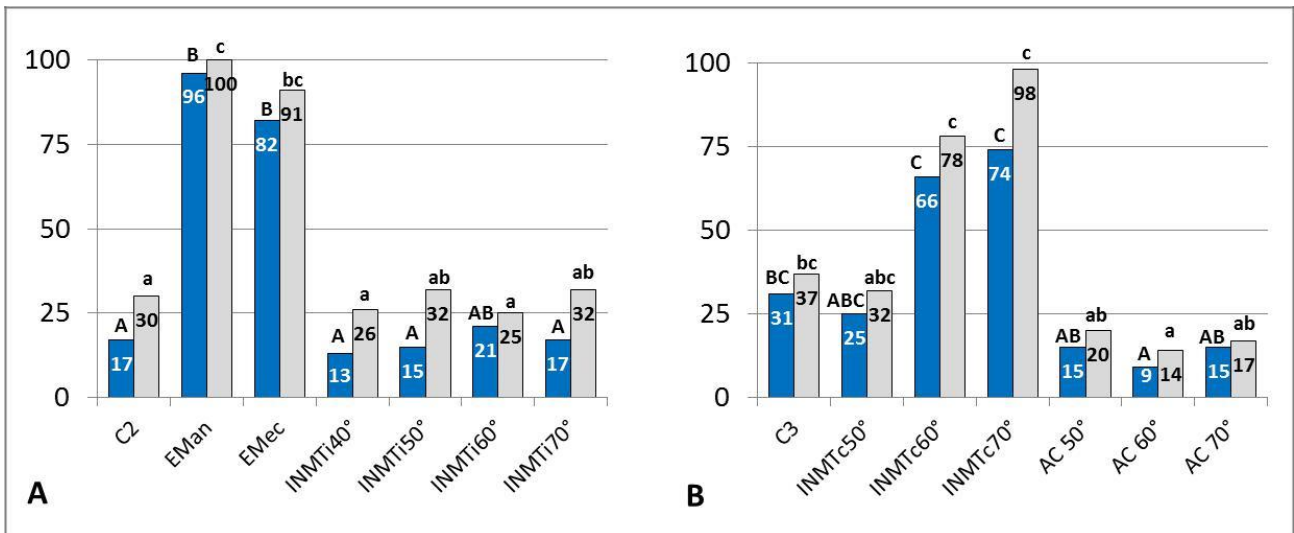 B c
100
B bc
96 100
82 91
75
50
a
A 30
17
a
A 26
13
ab
A 32
15
AB a
21 25
ab
A 32
17
25
0
C2 EMan EMec INMTi40° INMTi50° INMTi60° INMTi70°
A
100
75
50
25
0
BC bc
31 37
ABC abc
25 32
C c
66 78
C c
74 98
AB ab
15 20
A a
9 14
AB ab
15 17
C3 INMTc50° INMTc60° INMTc70° AC 50° AC 60° AC 70°
B